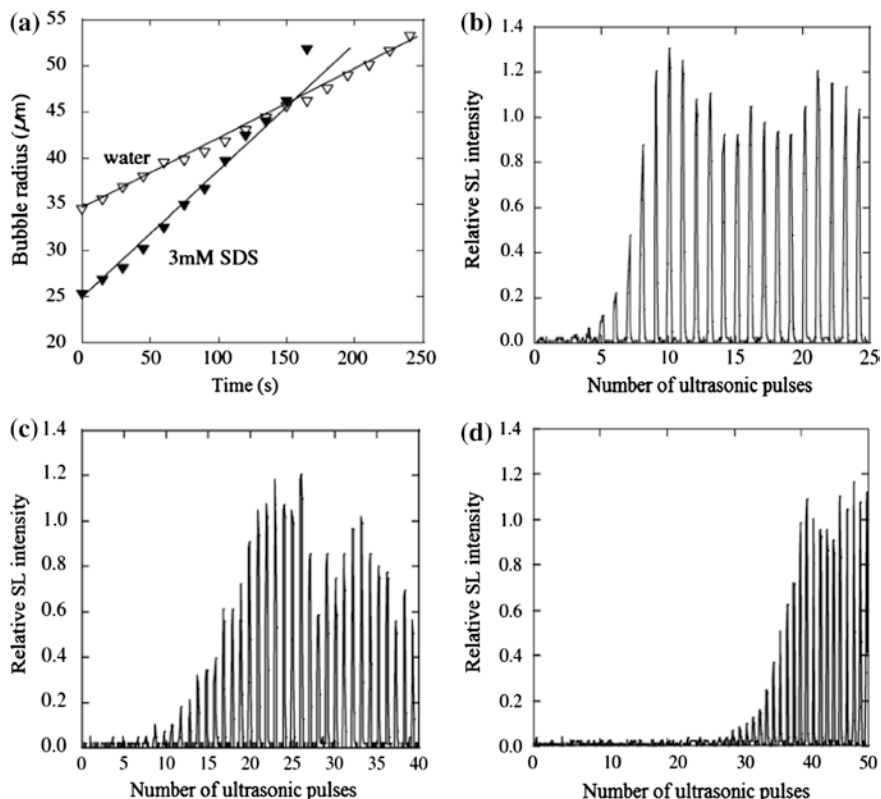 (a)
Bubble radius (μm)
55
50
45
40
35
30
25
20
water
3mM SDS
0 50 100 150 200 250
Time (s)
(b)
Relative SL intensity
1.4
1.2
1.0
0.8
0.6
0.4
0.2
0.0
0 5 10 15 20 25
Number of ultrasonic pulses
(c)
Relative SL intensity
1.4
1.2
1.0
0.8
0.6
0.4
0.2
0.0
0 5 10 15 20 25 30 35 40
Number of ultrasonic pulses
(d)
Relative SL intensity
1.4
1.2
1.0
0.8
0.6
0.4
0.2
0.0
0 10 20 30 40 50
Number of ultrasonic pulses